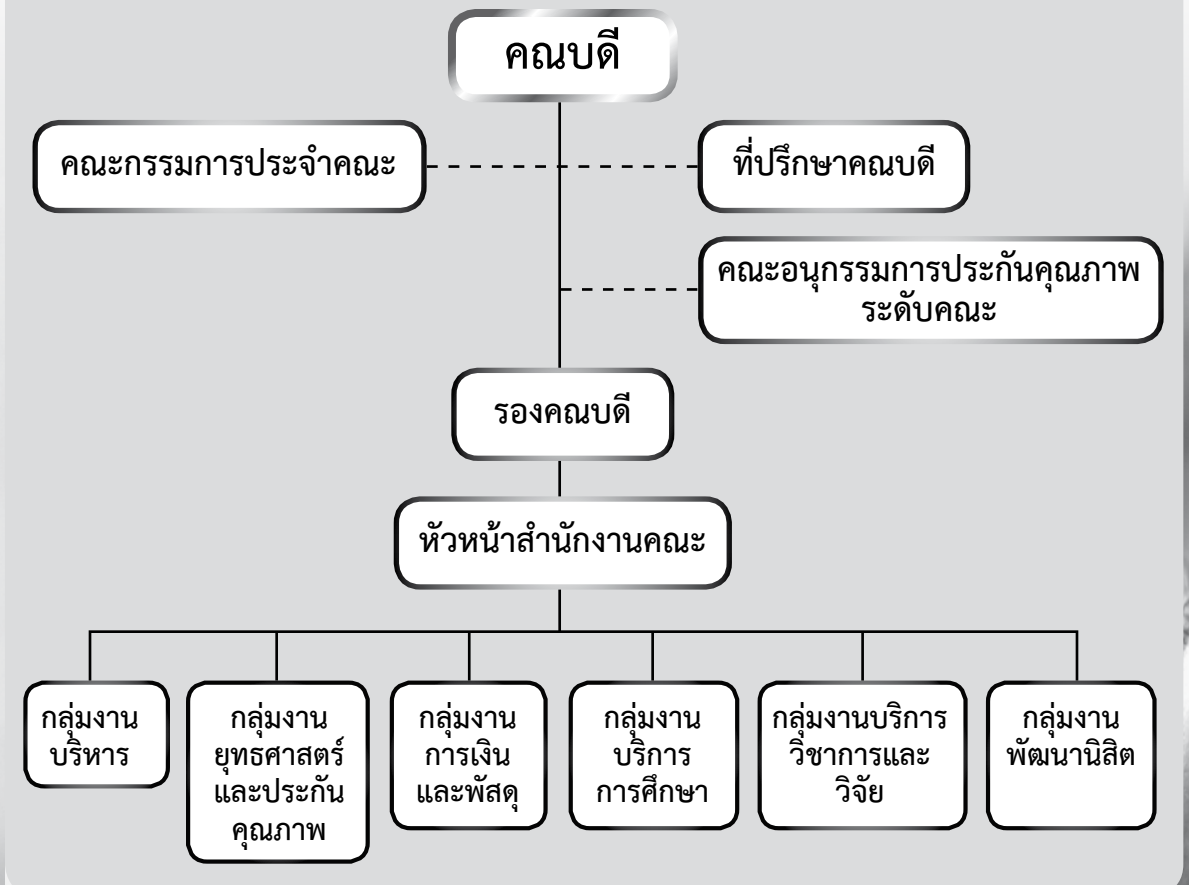 คณบดี
คณะกรรมการประจำคณะ
ที่ปรึกษาคณบดี
คณะอนุกรรมการประกันคุณภาพ
ระดับคณะ
รองคณบดี
หัวหน้าสำนักงานคณะ
กลุ่มงาน
บริหาร
กลุ่มงาน
ยุทธศาสตร์
และประกัน
คุณภาพ
กลุ่มงาน
การเงิน
และพัสดุ
กลุ่มงาน
บริการ
การศึกษา
กลุ่มงานบริการ
วิชาการและ
วิจัย
กลุ่มงาน
พัฒนานิสิต